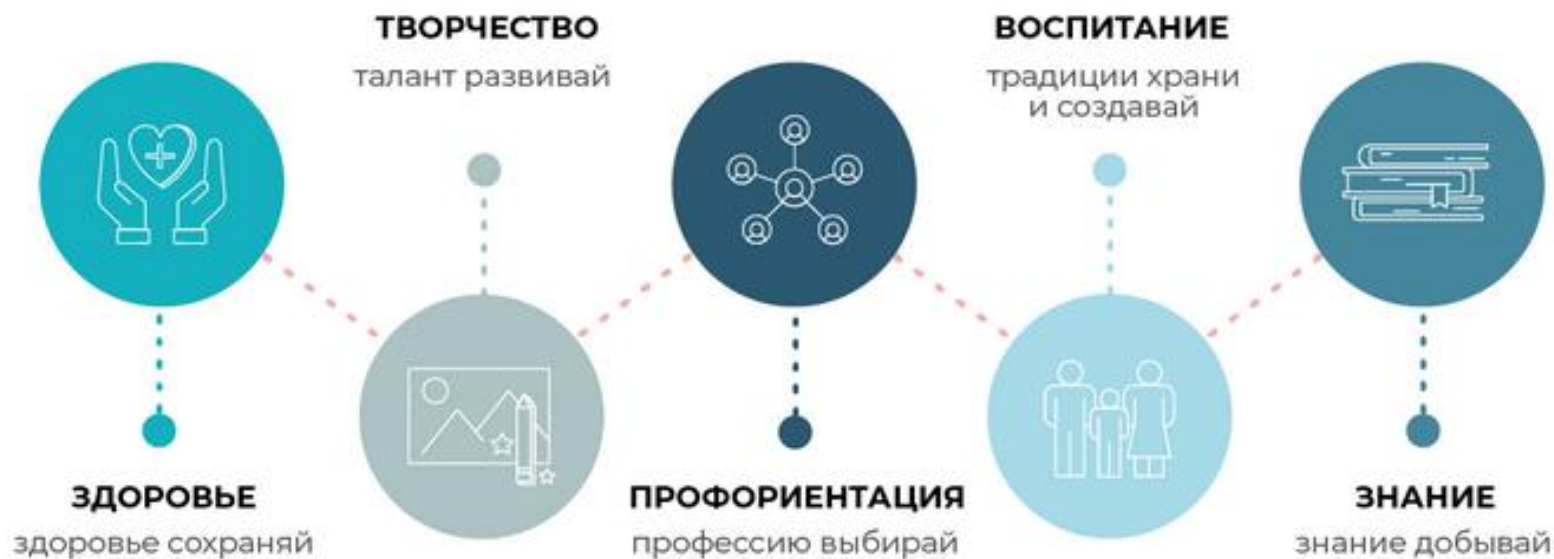 ТВОРЧЕСТВО
талант развивай
ВОСПИТАНИЕ
традиции храни
и создавай
ЗДОРОВЬЕ
здоровье сохраняй
ПРОФОРИЕНТАЦИЯ
профессию выбирай
ЗНАНИЕ
знание добывай